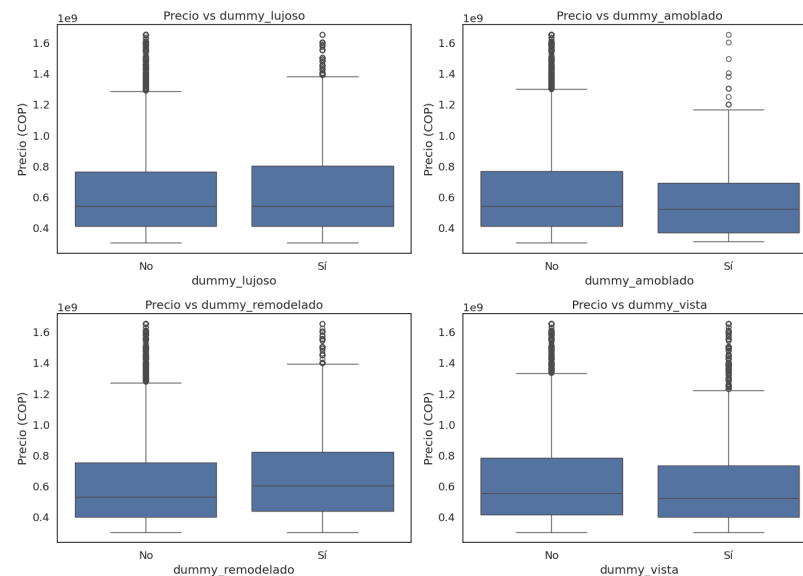 Precio vs dummy_lujoso
1e9
Precio (COP)
1.6
1.4
1.2
1.0
0.8
0.6
0.4
No
Sí
dummy_lujoso
Precio vs dummy_amoblado
1e9
Precio (COP)
1.6
1.4
1.2
1.0
0.8
0.6
0.4
No
Sí
dummy_amoblado
Precio vs dummy_remodelado
1e9
Precio (COP)
1.6
1.4
1.2
1.0
0.8
0.6
0.4
No
Sí
dummy_remodelado
Precio vs dummy_vista
1e9
Precio (COP)
1.6
1.4
1.2
1.0
0.8
0.6
0.4
No
Sí
dummy_vista